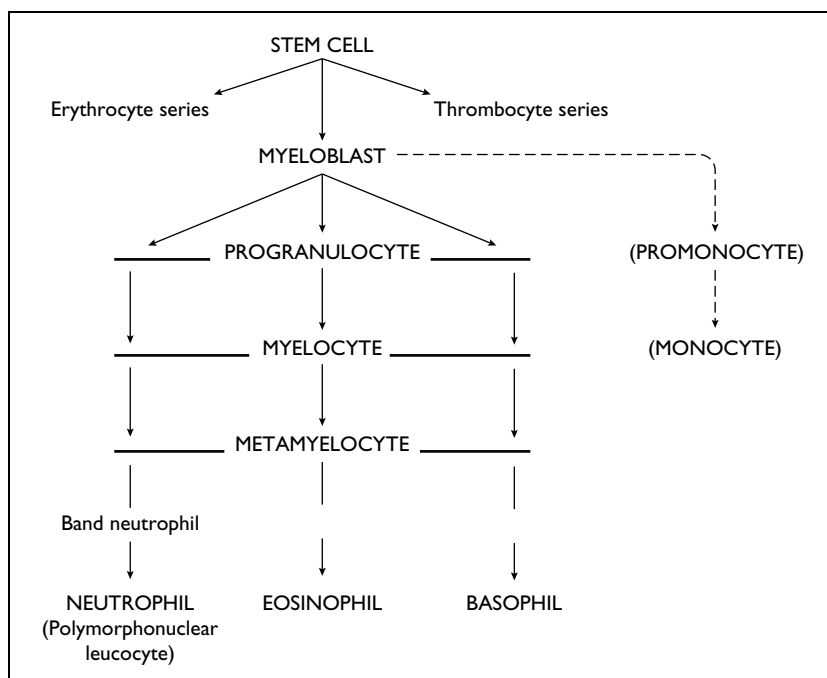 STEM CELL
Erythrocyte series
Thrombocyte series
MYELOBLAST
PROGRANULOCYTE
(PROMONOCYTE)
MYELOCYTE
(MONOCYTE)
METAMYELOCYTE
Band neutrophil
NEUTROPHIL
(Polymorphonuclear
leucocyte)
EOSINOPHIL
BASOPHIL